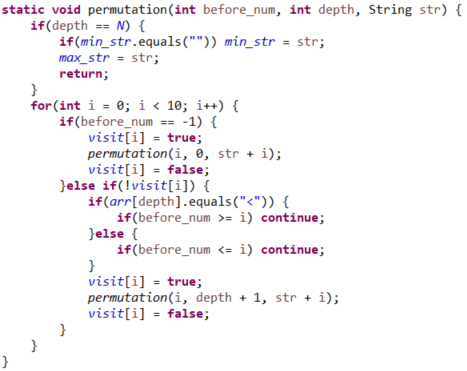 static void permutation(int before_num, int depth, String str) {
    if(depth == N) {
        if(min_str.equals("")) min_str = str;
        max_str = str;
        return;
    }
    for(int i = 0; i < 10; i++) {
        if(before_num == -1) {
            visit[i] = true;
            permutation(i, 0, str + i);
            visit[i] = false;
        }else if(!visit[i]) {
            if(arr[depth].equals("<")) {
                if(before_num >= i) continue;
            }else {
                if(before_num <= i) continue;
            }
            visit[i] = true;
            permutation(i, depth + 1, str + i);
            visit[i] = false;
        }
    }
}